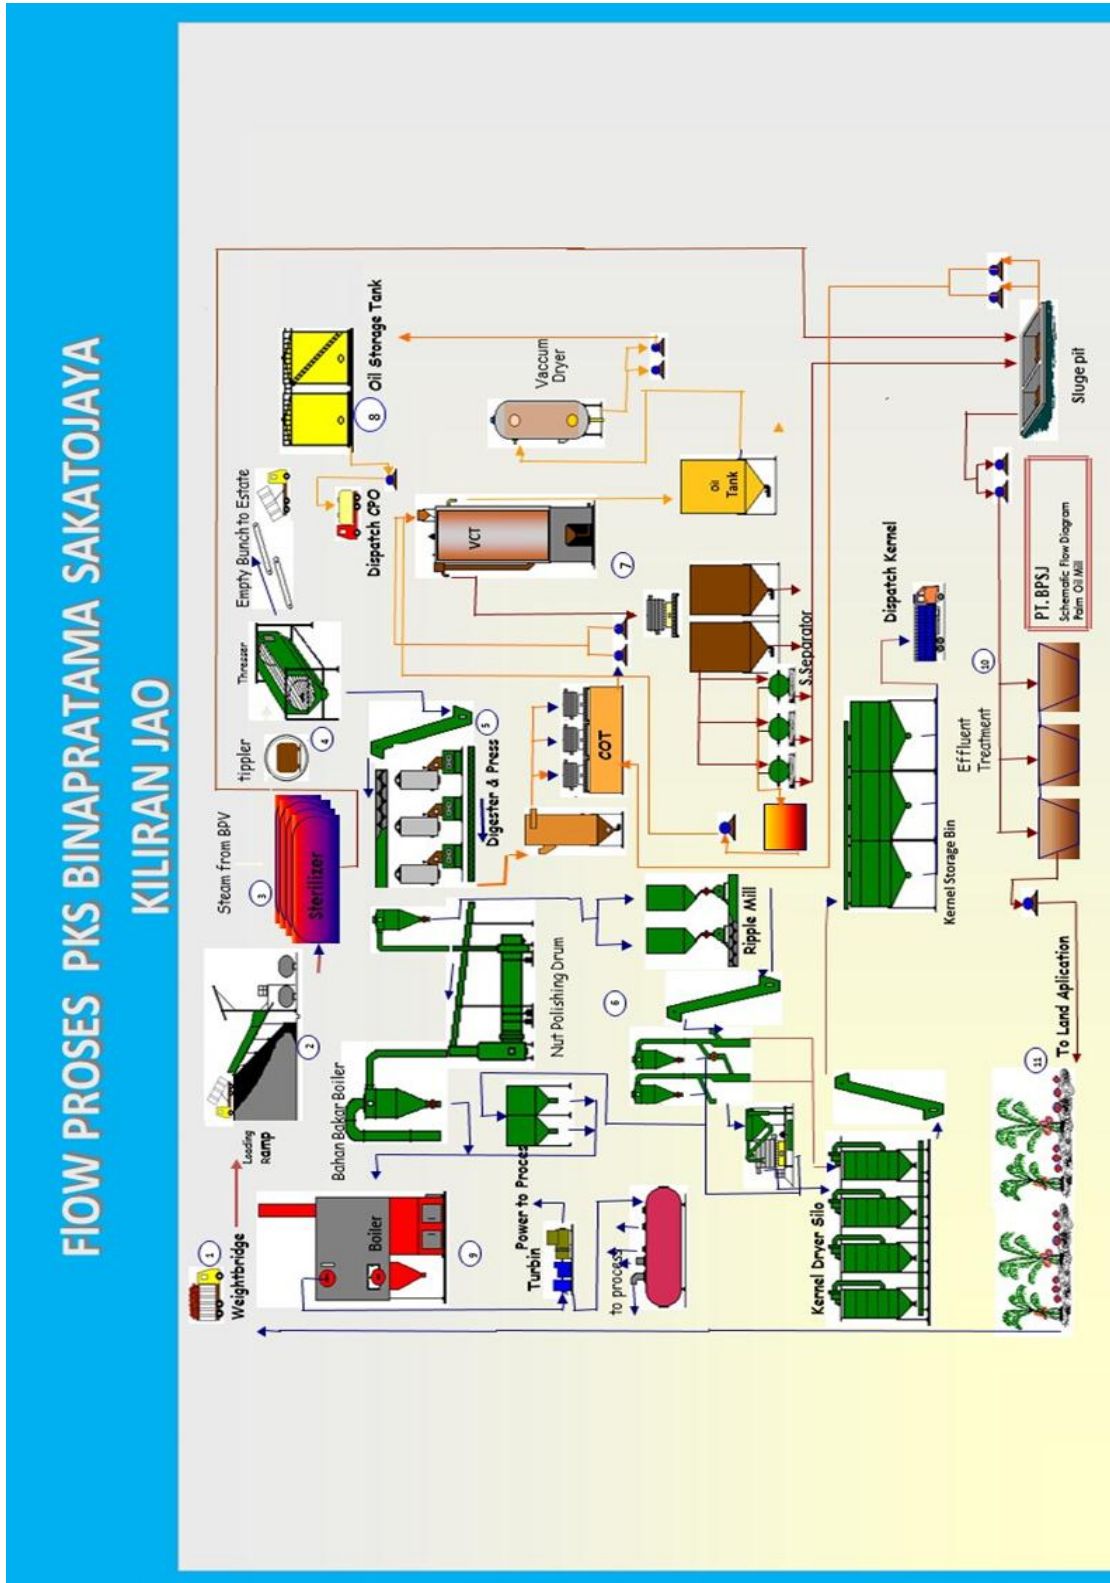 FlOW PROSES PKS BINAPRATAMA SAKATOJAYA
KILIRAN JAO
1
Weightbridge
Loading
Ramp
2
Steam from BPV
3
Sterilizer
tippler
4
Thresser
Empty Bunch to Estate
Dispatch CPO
8
Oil Storage Tank
Boiler
9
Bahan Bakar Boiler
Nut Polishing Drum
Digester & Press
5
VCT
7
Vaccum
Dryer
Power to Proces
Turbin
to process
6
Ripple Mill
COT
S.Separator
Oil
Tank
Kernel Dryer Silo
Kernel Storage Bin
Dispatch Kernel
10
Effluent
Treatment
PT. BPSJ
Schematic Flow Diagram
Palm Oil Mill
Sluge pit
11
To Land Aplication